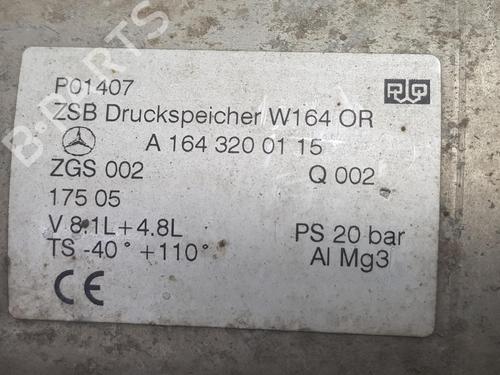 P01407
ZSB Druckspeicher W164 OR
A 164 320 01 15
ZGS 002 Q 002
175 05
V 8.1L+4.8L PS 20 bar
TS -40° +110° Al Mg3
CE
B-PARTS